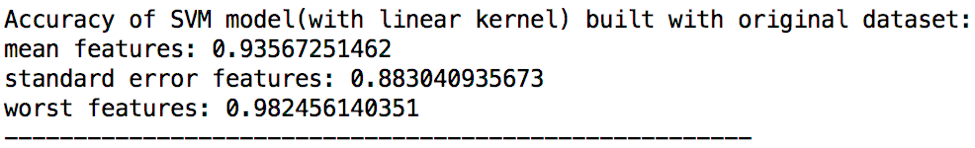 Accuracy of SVM model(with linear kernel) built with original dataset:
mean features: 0.93567251462
standard error features: 0.883040935673
worst features: 0.982456140351
------------------------------------------------------